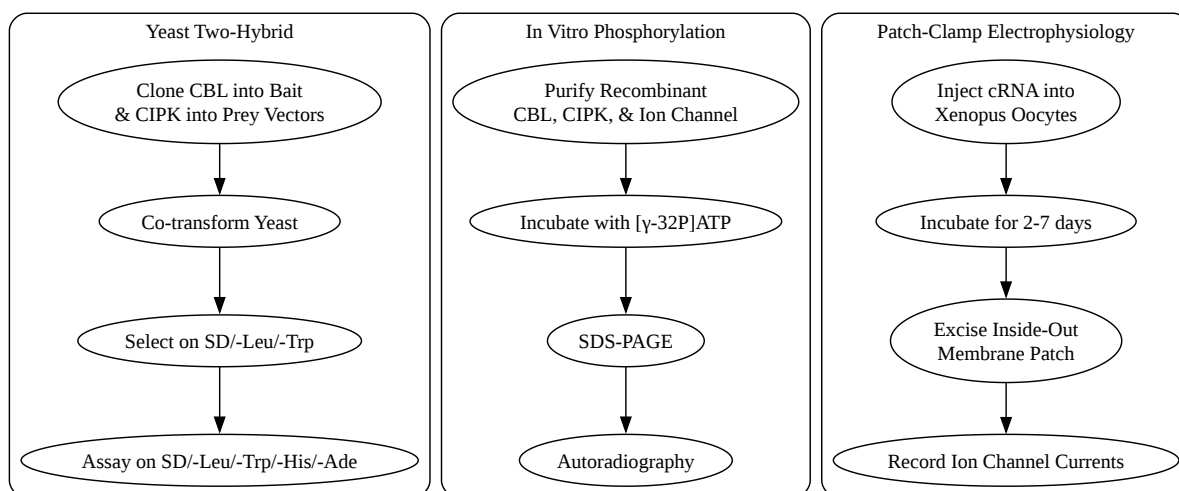 Yeast Two-Hybrid
Clone CBL into Bait
& CIPK into Prey Vectors
Co-transform Yeast
Select on SD/-Leu/-Trp
Assay on SD/-Leu/-Trp/-His/-Ade
In Vitro Phosphorylation
Purify Recombinant
CBL, CIPK, & Ion Channel
Incubate with [γ-32P]ATP
SDS-PAGE
Autoradiography
Patch-Clamp Electrophysiology
Inject cRNA into
Xenopus Oocytes
Incubate for 2-7 days
Excise Inside-Out
Membrane Patch
Record Ion Channel Currents